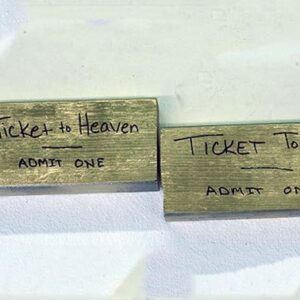 Ticket to Heaven
ADMIT ONE
TICKET To
ADMIT ON